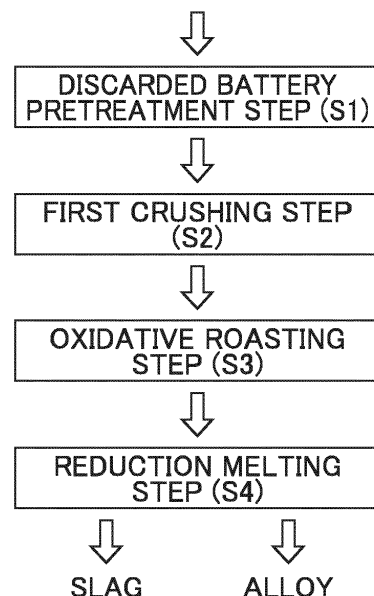 DISCARDED BATTERY
PRETREATMENT STEP (S1)
FIRST CRUSHING STEP
(S2)
OXIDATIVE ROASTING
STEP (S3)
REDUCTION MELTING
STEP (S4)
SLAG ALLOY